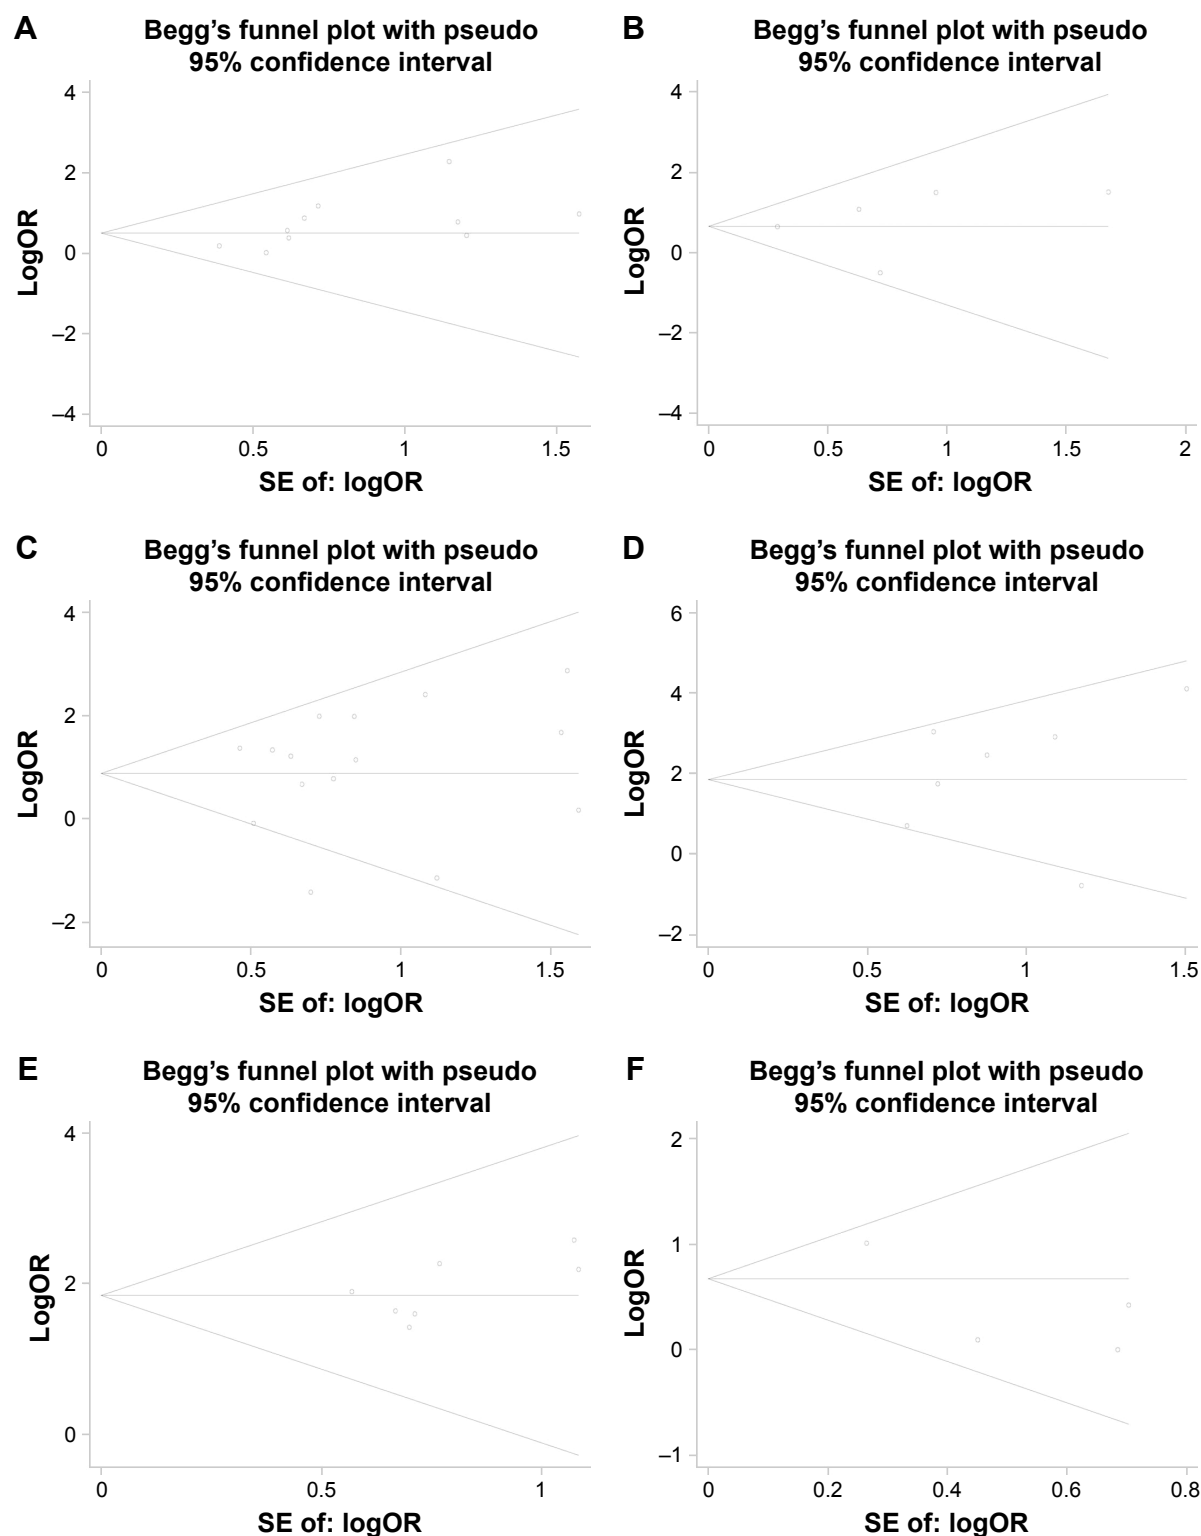 A
Begg’s funnel plot with pseudo
95% confidence interval
4
2
0
–2
–4
LogOR
0
0.5
1
1.5
SE of: logOR
B
Begg’s funnel plot with pseudo
95% confidence interval
4
2
0
–2
–4
LogOR
0
0.5
1
1.5
2
SE of: logOR
C
Begg’s funnel plot with pseudo
95% confidence interval
4
2
0
–2
LogOR
0
0.5
1
1.5
SE of: logOR
D
Begg’s funnel plot with pseudo
95% confidence interval
6
4
2
0
–2
LogOR
0
0.5
1
1.5
SE of: logOR
E
Begg’s funnel plot with pseudo
95% confidence interval
4
2
0
LogOR
0
0.5
1
SE of: logOR
F
Begg’s funnel plot with pseudo
95% confidence interval
2
1
0
–1
LogOR
0
0.2
0.4
0.6
0.8
SE of: logOR